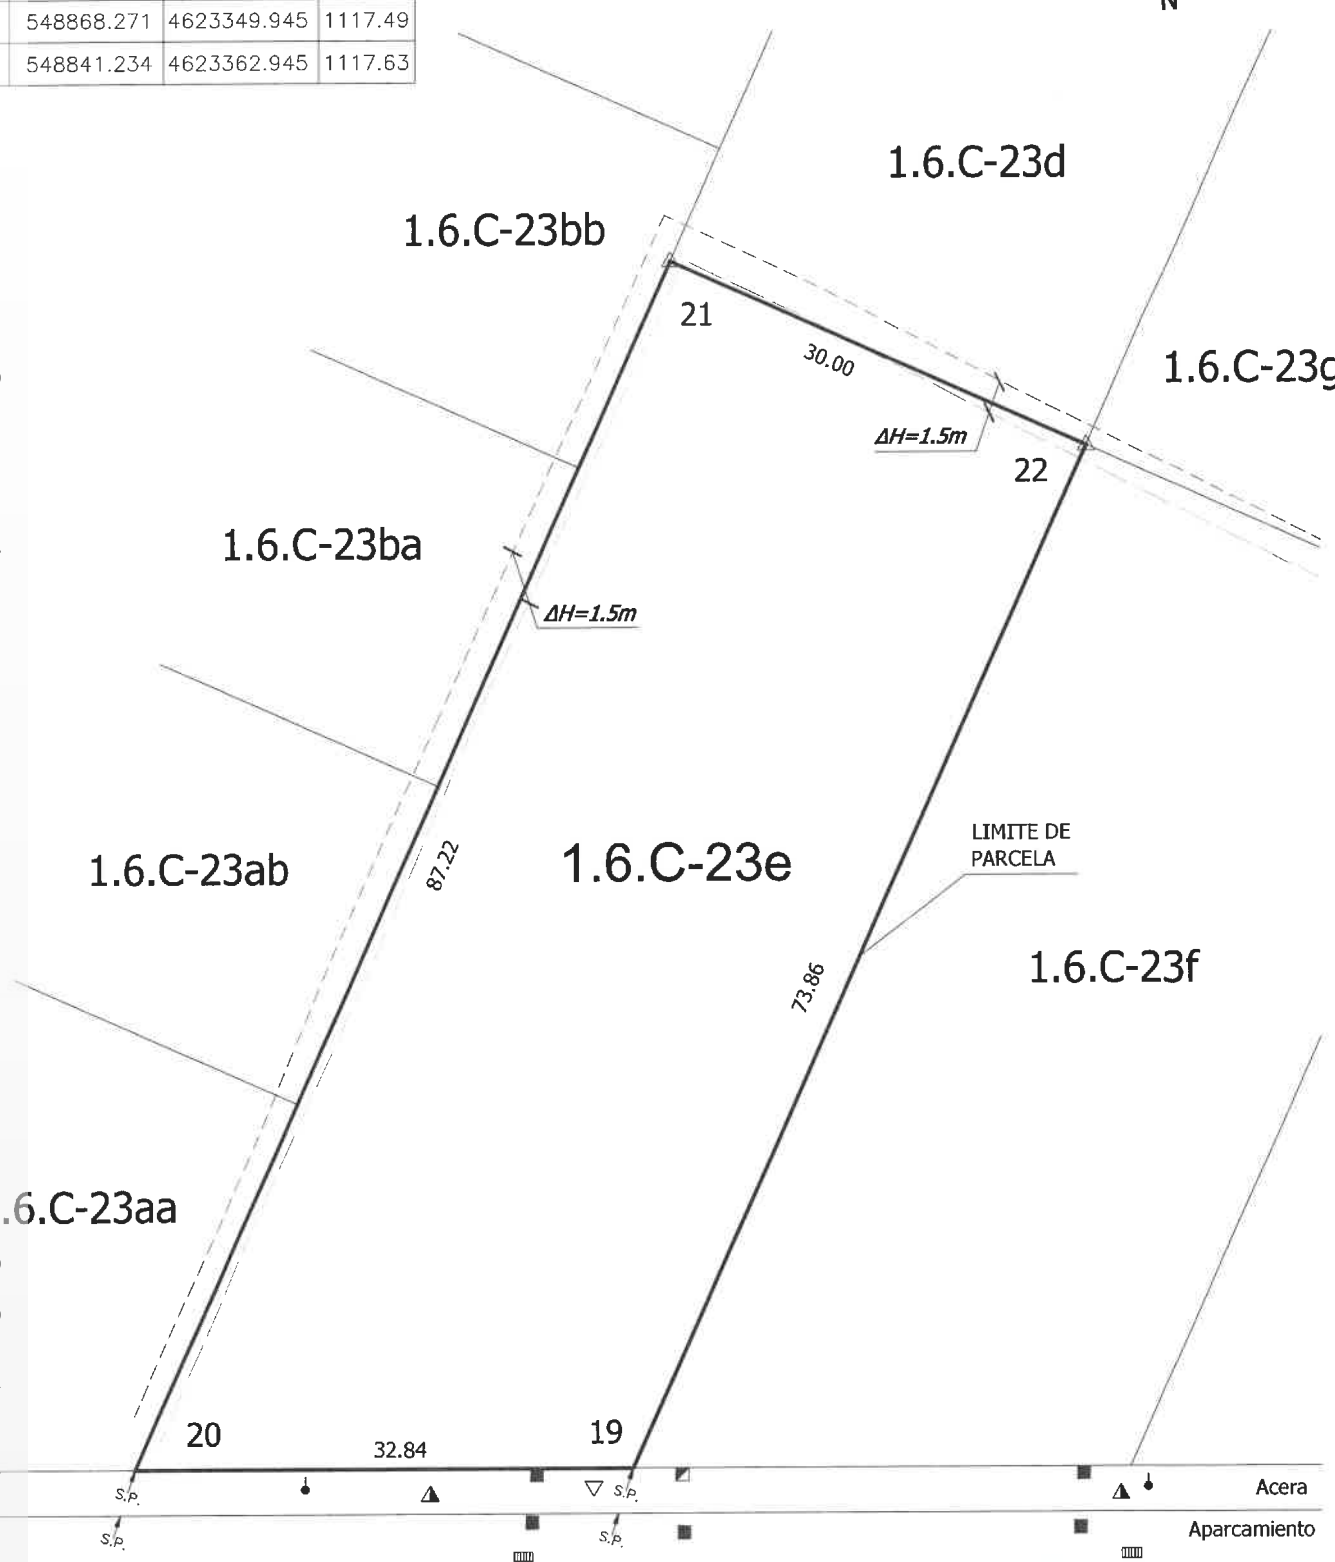 548868.271 4623349.945 1117.49
548841.234 4623362.945 1117.63
N
1.6.C-23d
1.6.C-23bb
21
30.00
1.6.C-23g
ΔH=1.5m
22
1.6.C-23ba
ΔH=1.5m
LIMITE DE
PARCELA
87.22
1.6.C-23e
1.6.C-23ab
73.86
1.6.C-23f
.6.C-23aa
20
19
32.84
S.P.
S.P.
Acera
S.P.
S.P.
Aparcamiento